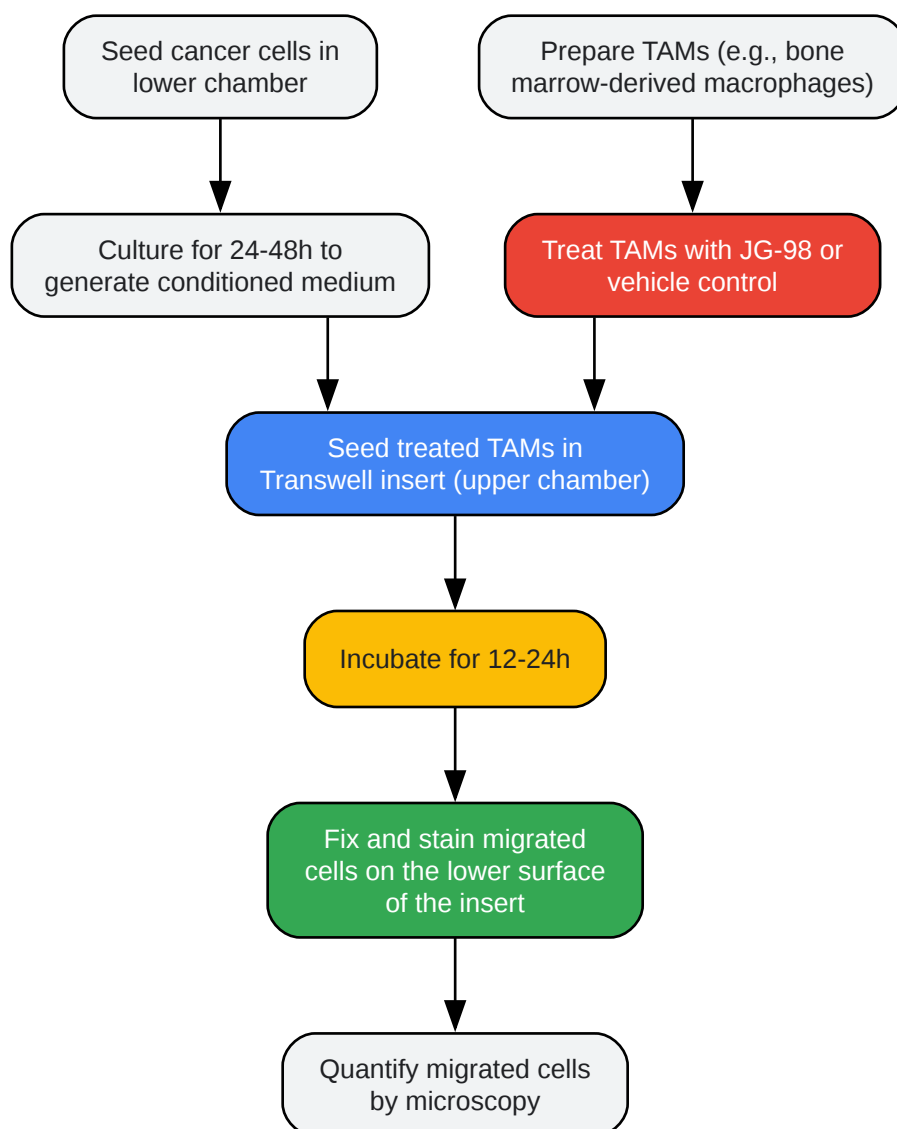 Seed cancer cells in
lower chamber
Prepare TAMs (e.g., bone
marrow-derived macrophages)
Culture for 24-48h to
generate conditioned medium
Treat TAMs with JG-98 or
vehicle control
Seed treated TAMs in
Transwell insert (upper chamber)
Incubate for 12-24h
Fix and stain migrated
cells on the lower surface
of the insert
Quantify migrated cells
by microscopy